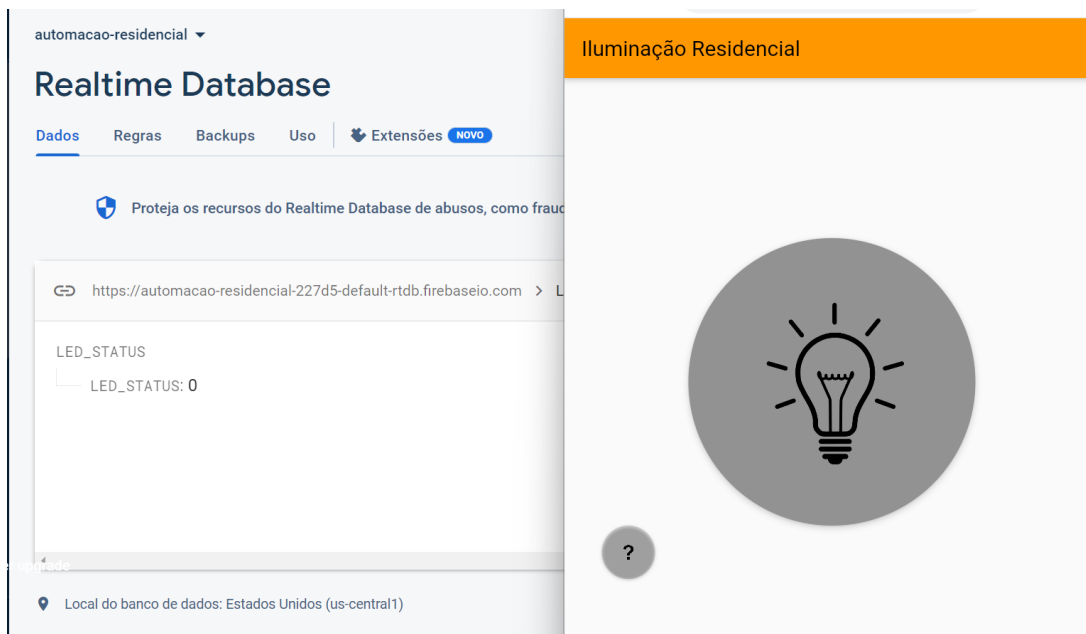 automacao-residencial
Realtime Database
Dados Regras Backups Uso Extensões NOVO
Proteja os recursos do Realtime Database de abusos, como
https://automacao-residencial-227d5-default-rtdb.firebaseio.com > L
LED_STATUS
LED_STATUS: 0
upgrade
Local do banco de dados: Estados Unidos (us-central1)
Iluminação Residencial
?